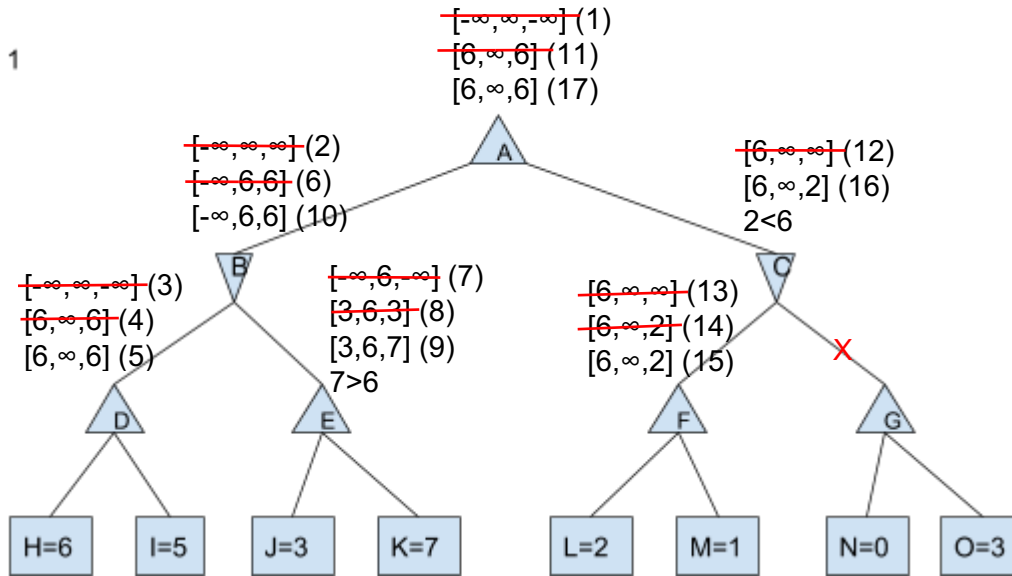 1
[-∞,∞,-∞] (1)
[6,∞,6] (11)
[6,∞,6] (17)
A
[-∞,∞,∞] (2)
[-∞,6,6] (6)
[-∞,6,6] (10)
B
[6,∞,∞] (12)
[6,∞,2] (16)
2<6
C
[-∞,∞,-∞] (3)
[6,∞,6] (4)
[6,∞,6] (5)
D
[-∞,6,-∞] (7)
[3,6,3] (8)
[3,6,7] (9)
7>6
E
[6,∞,∞] (13)
[6,∞,2] (14)
[6,∞,2] (15)
F
X
G
H=6
I=5
J=3
K=7
L=2
M=1
N=0
O=3